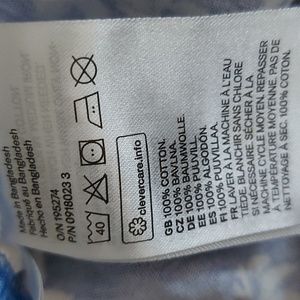 Made in Bangladesh
Fabriqué au Bangladesh
Hecho en Bangladesh
O/N 195274
P/N 0918023 3
40
clevercare.info
GB 100% COTTON.
CZ 100% BAVLNA.
DE 100% BAUMWOLLE.
EE 100% PUUVILL.
ES 100% ALGODÓN.
FI 100% PUUVILLAA
FR LAVER À LA MACHINE À L'EAU
TIÈDE. BLANCHIR SANS CHLORE
SI NÉCESSAIRE. SÉCHER À LA
MACHINE CYCLE MOYEN. REPASSER
À TEMPÉRATURE MOYENNE. PAS DE
NETTOYAGE À SEC 100% COT